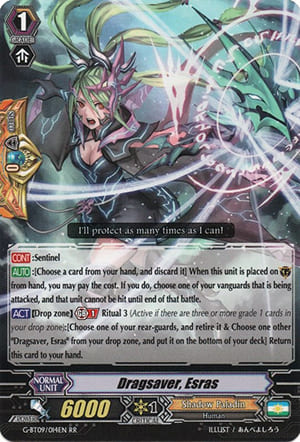 1
GRADE
0
I'll protect as many times as I can!
CONT:Sentinel
AUTO:[Choose a card from your hand, and discard it] When this unit is placed on (G) from hand, you may pay the cost. If you do, choose one of your vanguards that is being attacked, and that unit cannot be hit until end of that battle.
ACT[Drop zone] CB1 Ritual 3 (Active if there are three or more grade 1 cards in your drop zone):[Choose one of your rear-guards, and retire it & Choose another "Dragsaver, Esras" from your drop zone, and put it on the bottom of your deck] Return this card to your hand.
NORMAL UNIT
Dragsaver, Esras
6000
1
CRITICAL
Shadow Paladin
Human
G-BT09/014EN RR
ILLUST / あんべよしろう